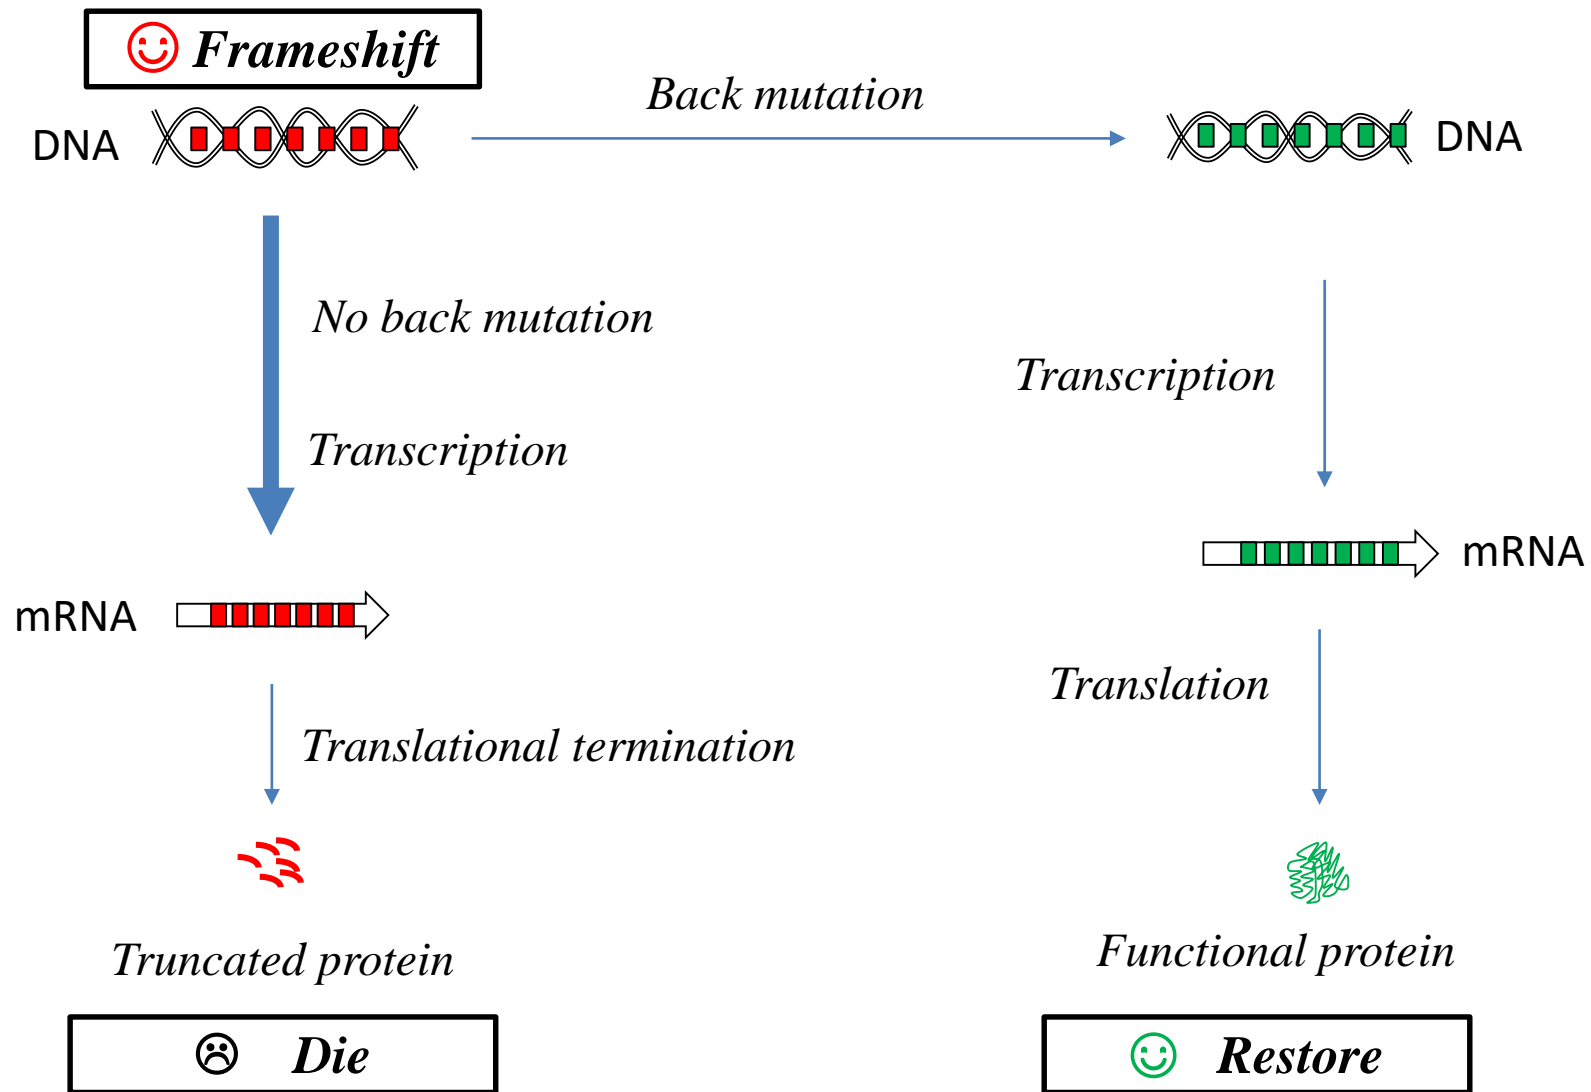 Frameshift
Back mutation
DNA
DNA
No back mutation
Transcription
Transcription
mRNA
mRNA
Translation
Translational termination
Truncated protein
Functional protein
Die
Restore